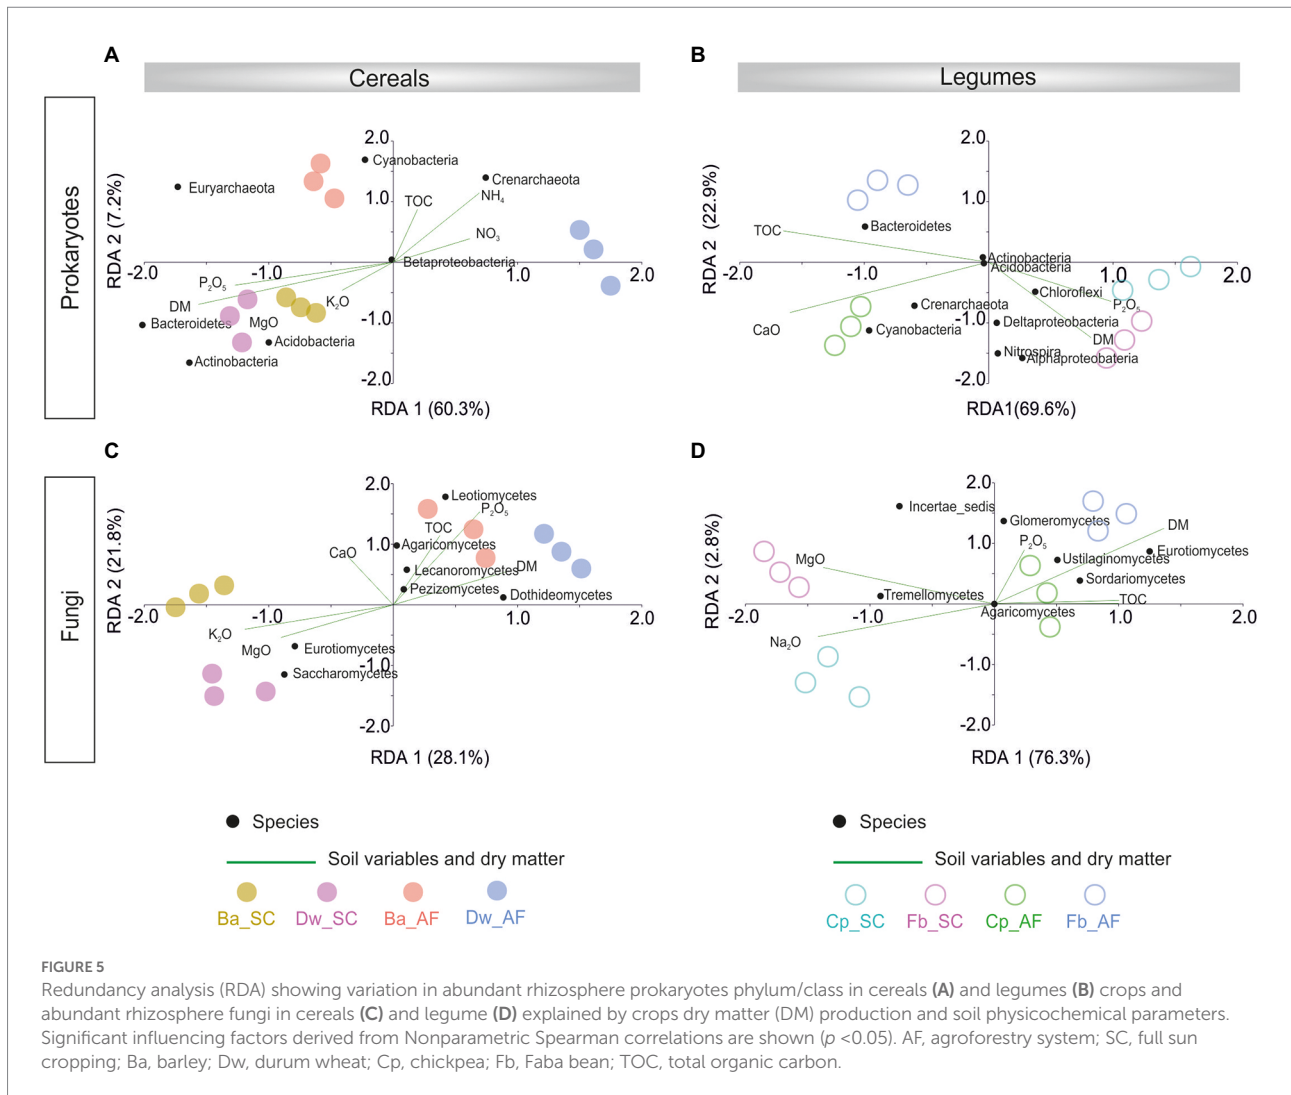 A
B
Cereals
Legumes
Prokaryotes
RDA 2 (7.2%)
2.0
Cyanobacteria
Euryarchaeota
Crenarchaeota
NH4
TOC
1.0
NO3
Betaproteobacteria
-2.0
-1.0
1.0
2.0
P2O5
DM
K2O
MgO
Bacteroidetes
-1.0
Acidobacteria
Actinobacteria
-2.0
RDA 1 (60.3%)
RDA 2 (22.9%)
2.0
1.0
Bacteroidetes
TOC
Actinobacteria
Acidobacteria
-2.0
-1.0
1.0
2.0
Chloroflexi
P2O5
Crenarchaeota
CaO
Cyanobacteria
-1.0
Deltaproteobacteria
DM
Nitrospira
Alphaproteobateria
-2.0
RDA1(69.6%)
C
D
Fungi
RDA 2 (21.8%)
2.0
Leotiomycetes
P2O5
TOC
1.0
Agaricomycetes
CaO
Lecanoromycetes
DM
Pezizomycetes
Dothideomycetes
-2.0
-1.0
1.0
2.0
K2O
MgO
Eurotiomycetes
-1.0
Saccharomycetes
-2.0
RDA 1 (28.1%)
RDA 2 (2.8%)
2.0
Incertae_sedis
Glomeromycetes
DM
P2O5
1.0
Eurotiomycetes
MgO
Ustilaginomycetes
Sordariomycetes
Tremellomycetes
TOC
Agaricomycetes
-2.0
-1.0
1.0
2.0
Na2O
-1.0
-2.0
RDA 1 (76.3%)
Species
Soil variables and dry matter
Ba_SC Dw_SC Ba_AF Dw_AF
Species
Soil variables and dry matter
Cp_SC Fb_SC Cp_AF Fb_AF
FIGURE 5
Redundancy analysis (RDA) showing variation in abundant rhizosphere prokaryotes phylum/class in cereals (A) and legumes (B) crops and
abundant rhizosphere fungi in cereals (C) and legume (D) explained by crops dry matter (DM) production and soil physicochemical parameters.
Significant influencing factors derived from Nonparametric Spearman correlations are shown (p <0.05). AF, agroforestry system; SC, full sun
cropping; Ba, barley; Dw, durum wheat; Cp, chickpea; Fb, Faba bean; TOC, total organic carbon.